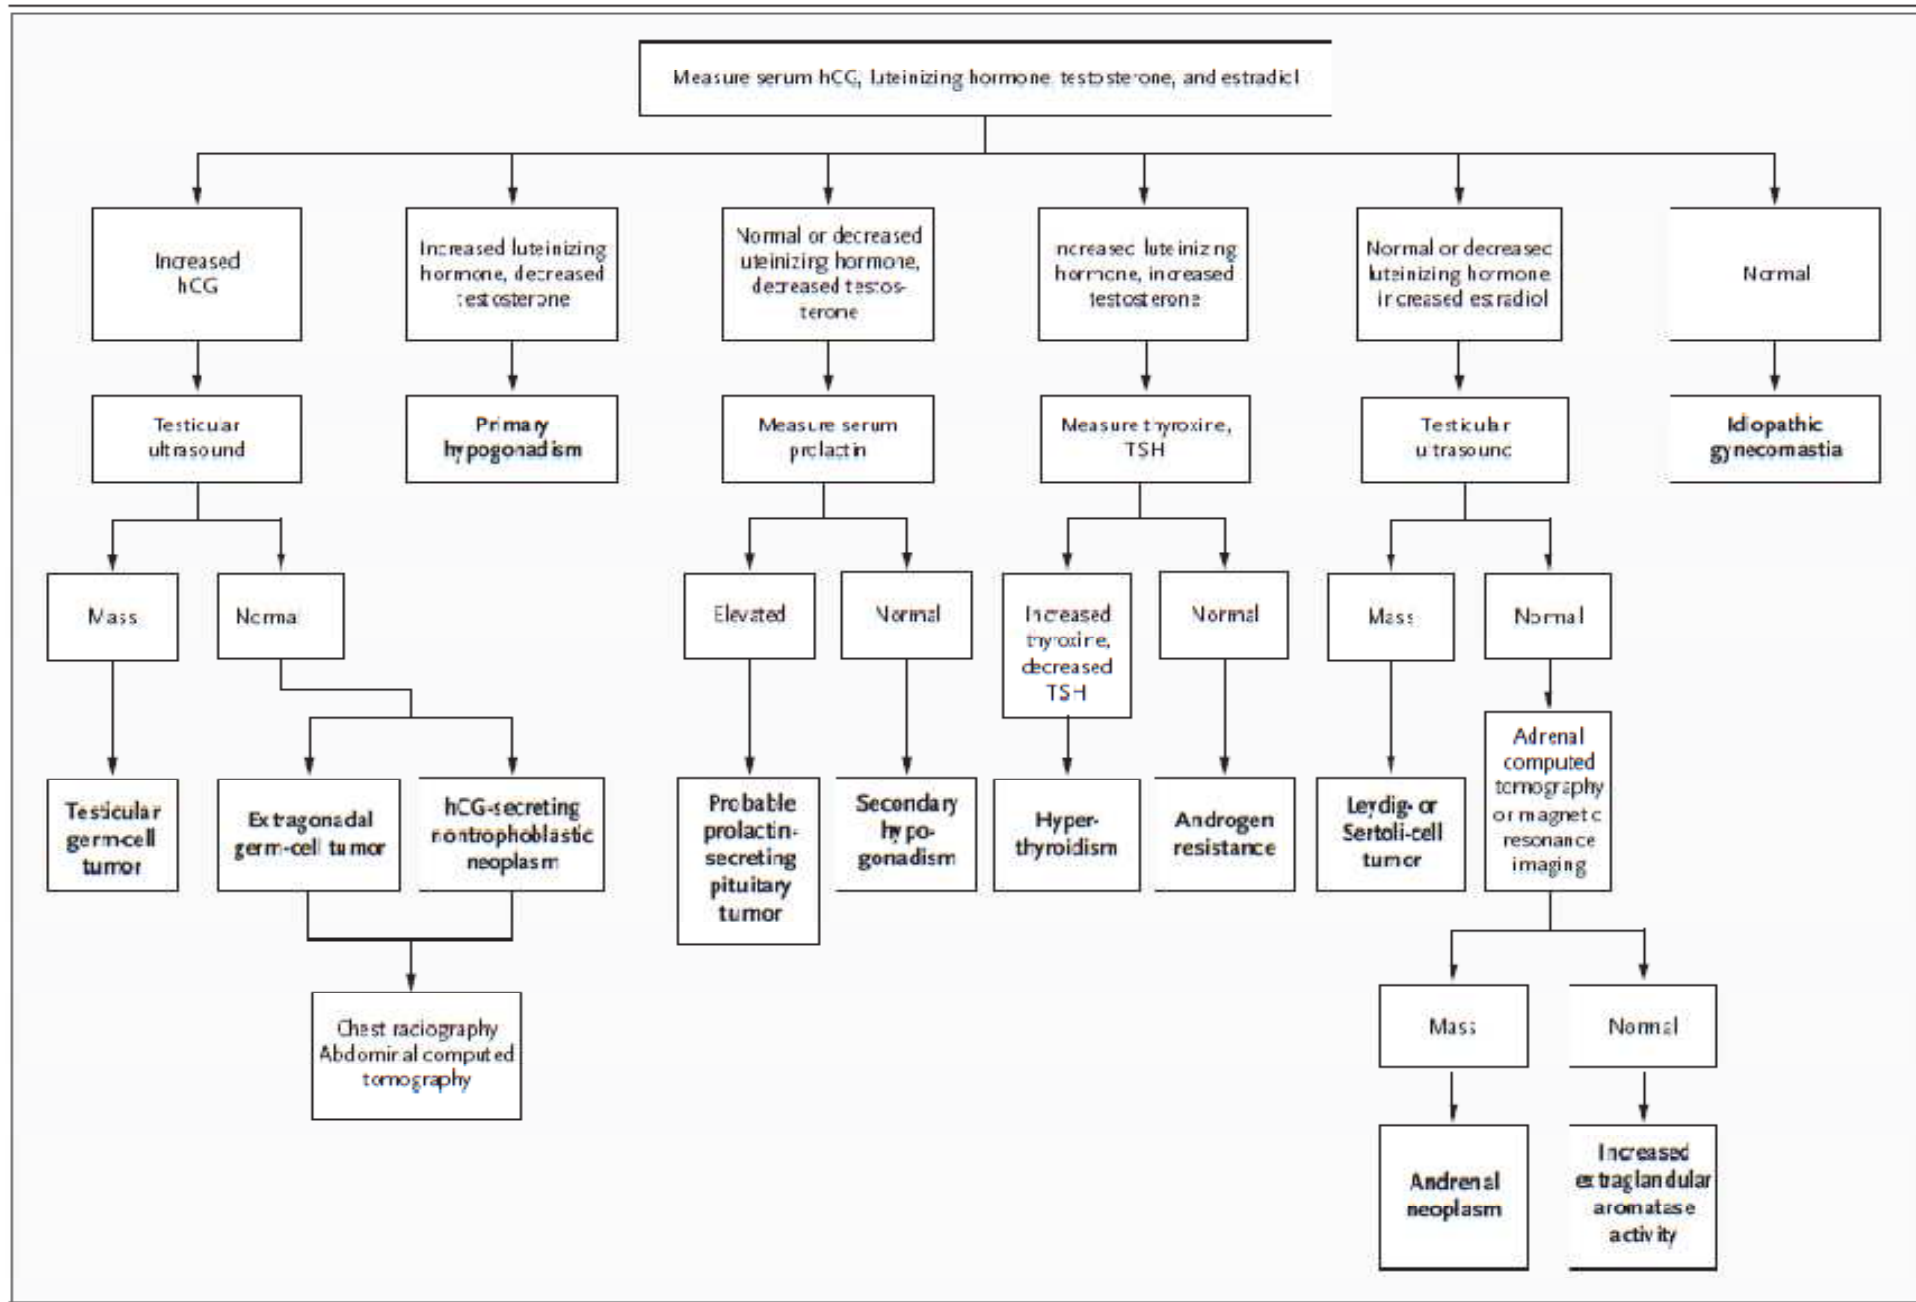 Measure serum hCG, luteinizing hormone, testosterone, and estradiol
Increased
hCG
Increased luteinizing
hormone, decreased
testosterone
Normal or decreased
luteinizing hormone,
decreased testos-
terone
Increased luteinizing
hormone, increased
testosterone
Normal or decreased
luteinizing hormone
increased estradiol
Normal
Testicular
ultrasound
Primary
hypogonadism
Measure serum
prolactin
Measure thyroxine,
TSH
Testicular
ultrasound
Idiopathic
gynecomastia
Mass
Normal
Elevated
Normal
Increased
thyroxine,
decreased
TSH
Normal
Mass
Normal
Testicular
germ-cell
tumor
Extragonadal
germ-cell tumor
hCG-secreting
nontrophoblastic
neoplasm
Probable
prolactin-
secreting
pituitary
tumor
Secondary
hypo-
gonadism
Hyper-
thyroidism
Androgen
resistance
Leydig- or
Sertoli-cell
tumor
Adrenal
computed
tomography
or magnetic
resonance
imaging
Chest radiography
Abdominal computed
tomography
Mass
Normal
Andrenal
neoplasm
Increased
extraglandular
aromatase
activity